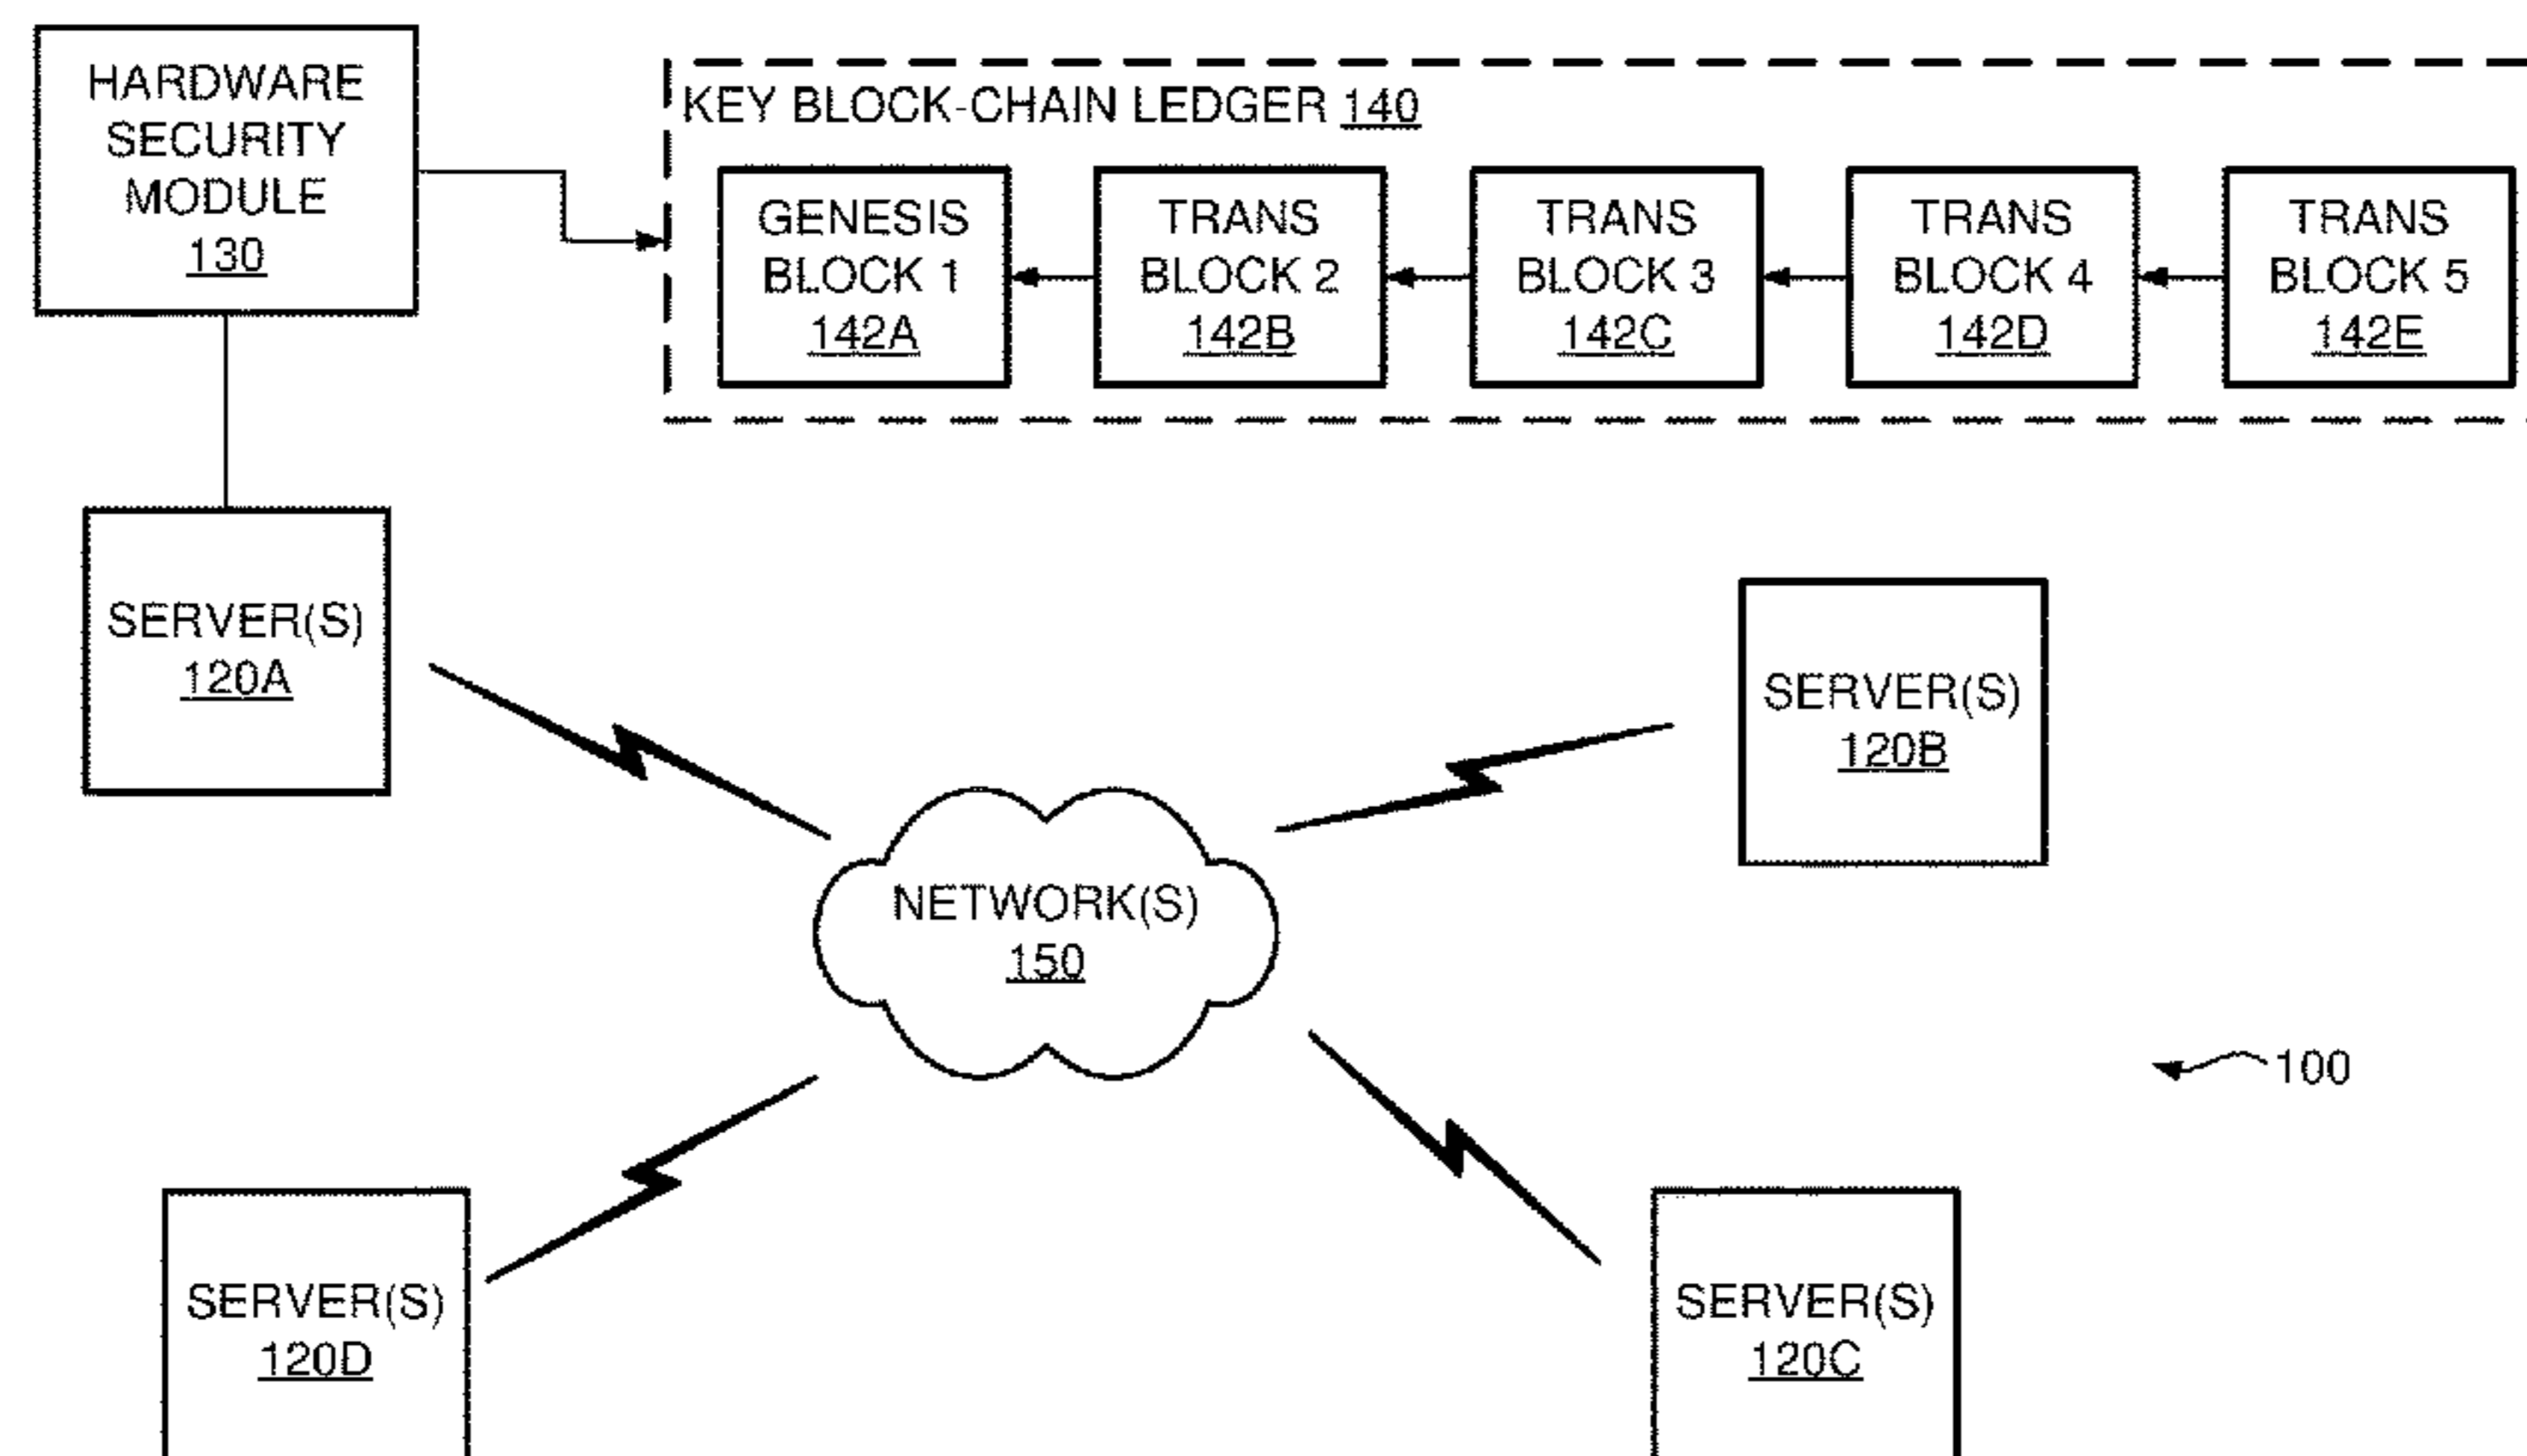 HARDWARE
SECURITY
MODULE
130
KEY BLOCK-CHAIN LEDGER 140
GENESIS
BLOCK 1
142A
TRANS
BLOCK 2
142B
TRANS
BLOCK 3
142C
TRANS
BLOCK 4
142D
TRANS
BLOCK 5
142E
SERVER(S)
120A
SERVER(S)
120B
NETWORK(S)
150
100
SERVER(S)
120D
SERVER(S)
120C